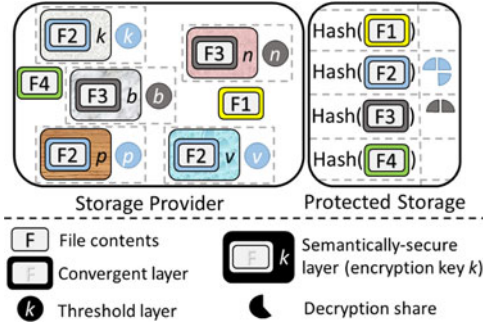 F2 k k
F3 n n
F4
F3 b b
F1
F2 p p
F2 v v
Storage Provider
Hash( F1 )
Hash( F2 )
Hash( F3 )
Hash( F4 )
Protected Storage
F File contents
F Convergent layer
k Threshold layer
F k Semantically-secure
layer (encryption key k)
Decryption share